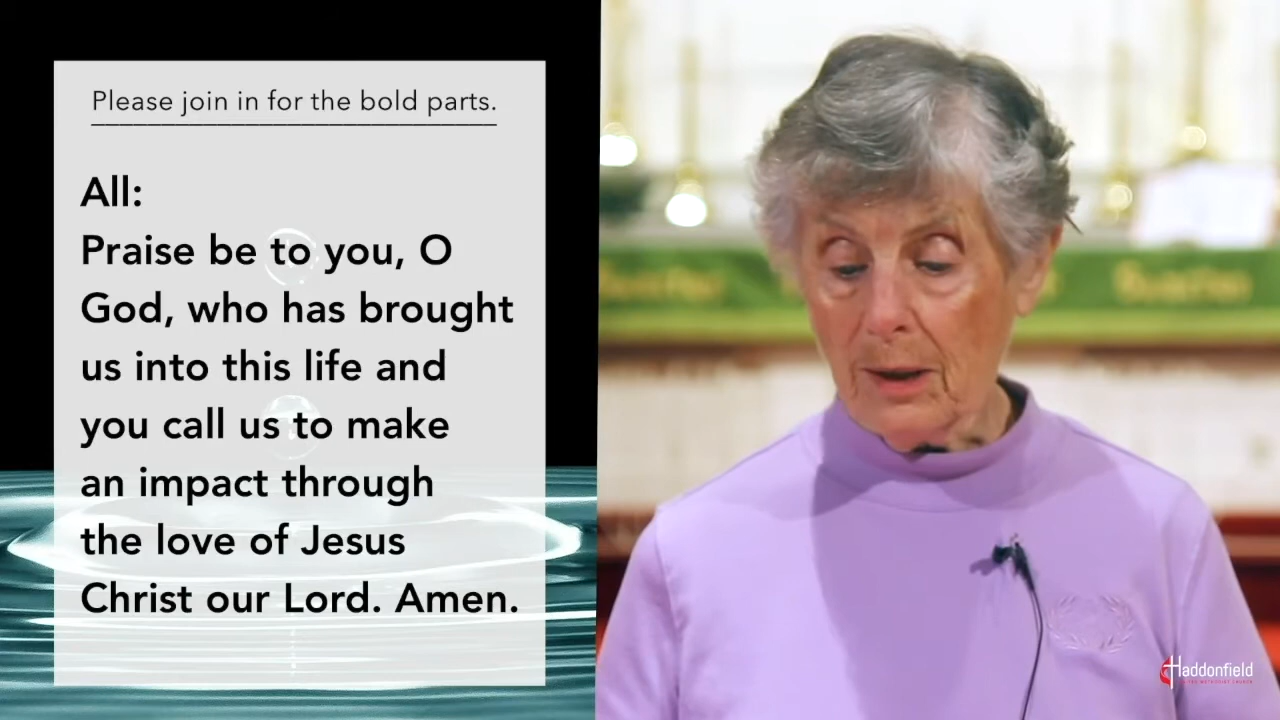 Please join in for the bold parts.
All:
Praise be to you, O
God, who has brought
us into this life and
you call us to make
an impact through
the love of Jesus
Christ our Lord. Amen.
Haddonfield